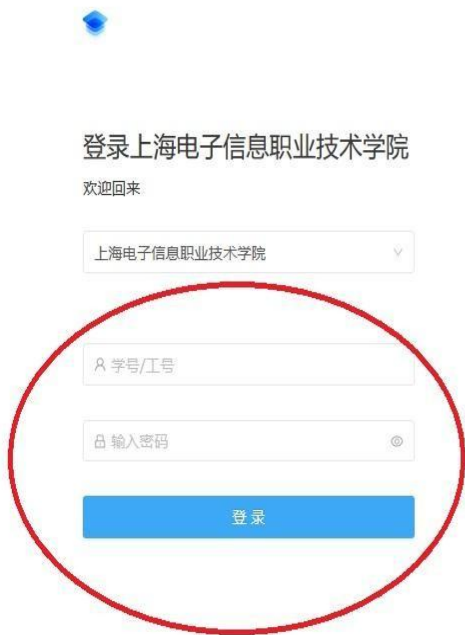 登录上海电子信息职业技术学院
欢迎回来
上海电子信息职业技术学院
学号/工号
输入密码
登录